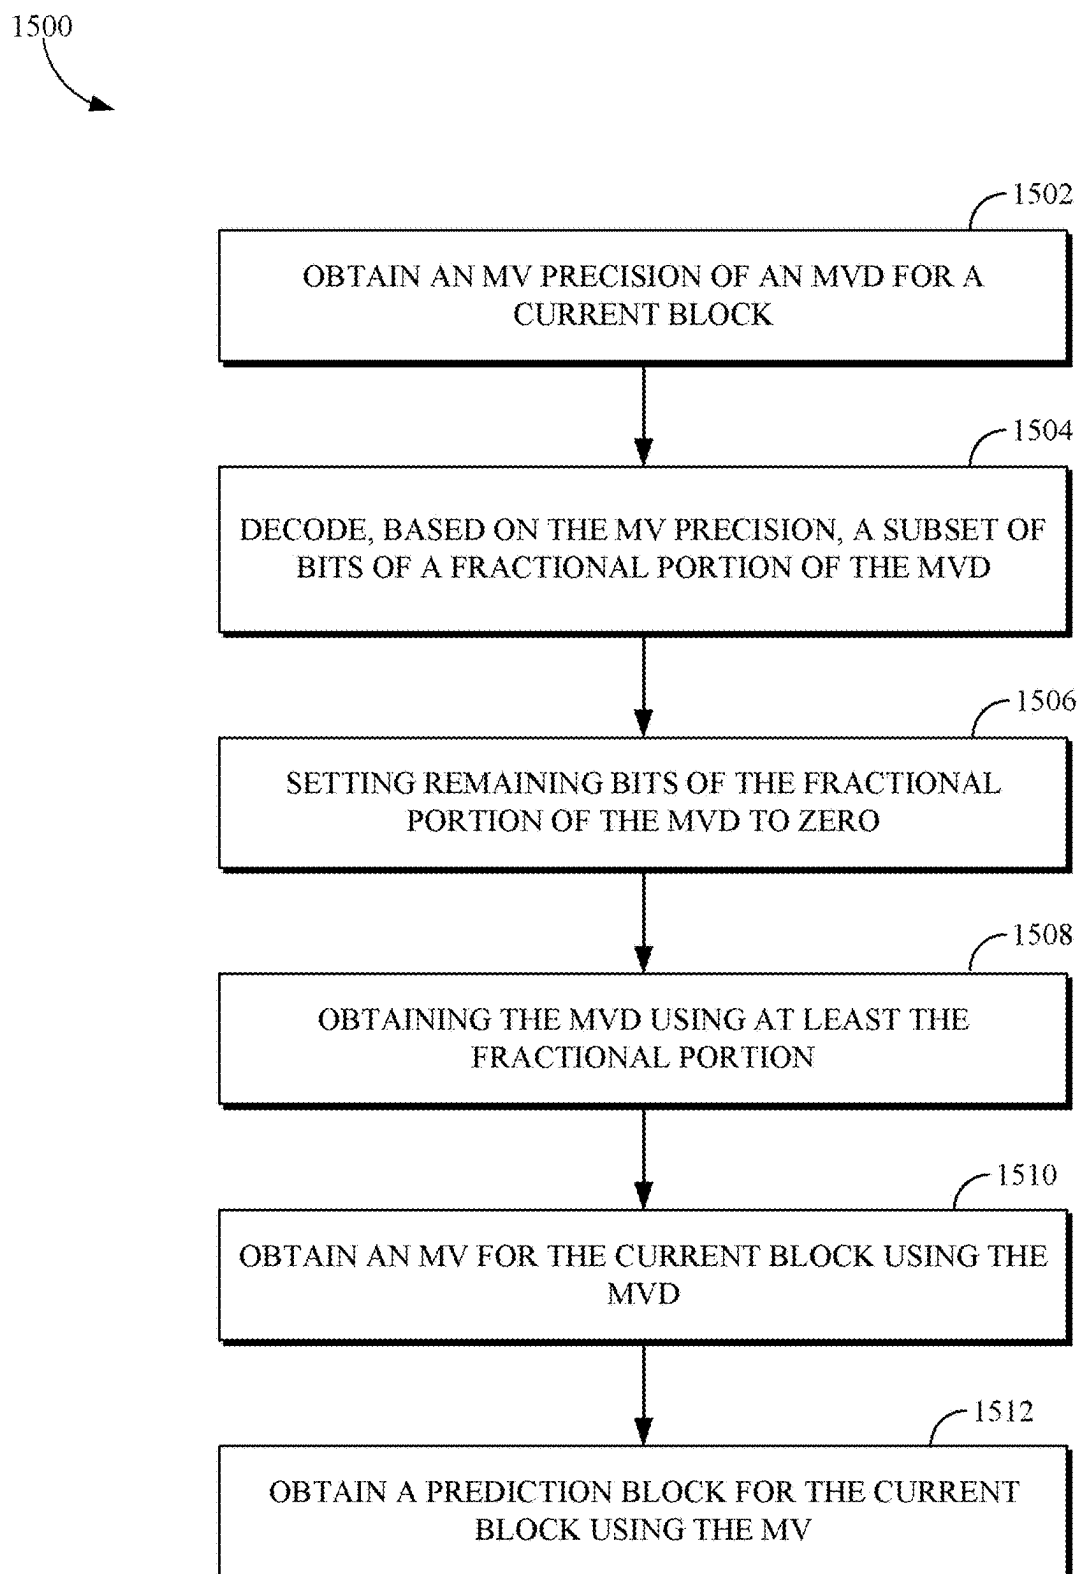 1500
1502
OBTAIN AN MV PRECISION OF AN MVD FOR A
CURRENT BLOCK
1504
DECODE, BASED ON THE MV PRECISION, A SUBSET OF
BITS OF A FRACTIONAL PORTION OF THE MVD
1506
SETTING REMAINING BITS OF THE FRACTIONAL
PORTION OF THE MVD TO ZERO
1508
OBTAINING THE MVD USING AT LEAST THE
FRACTIONAL PORTION
1510
OBTAIN AN MV FOR THE CURRENT BLOCK USING THE
MVD
1512
OBTAIN A PREDICTION BLOCK FOR THE CURRENT
BLOCK USING THE MV